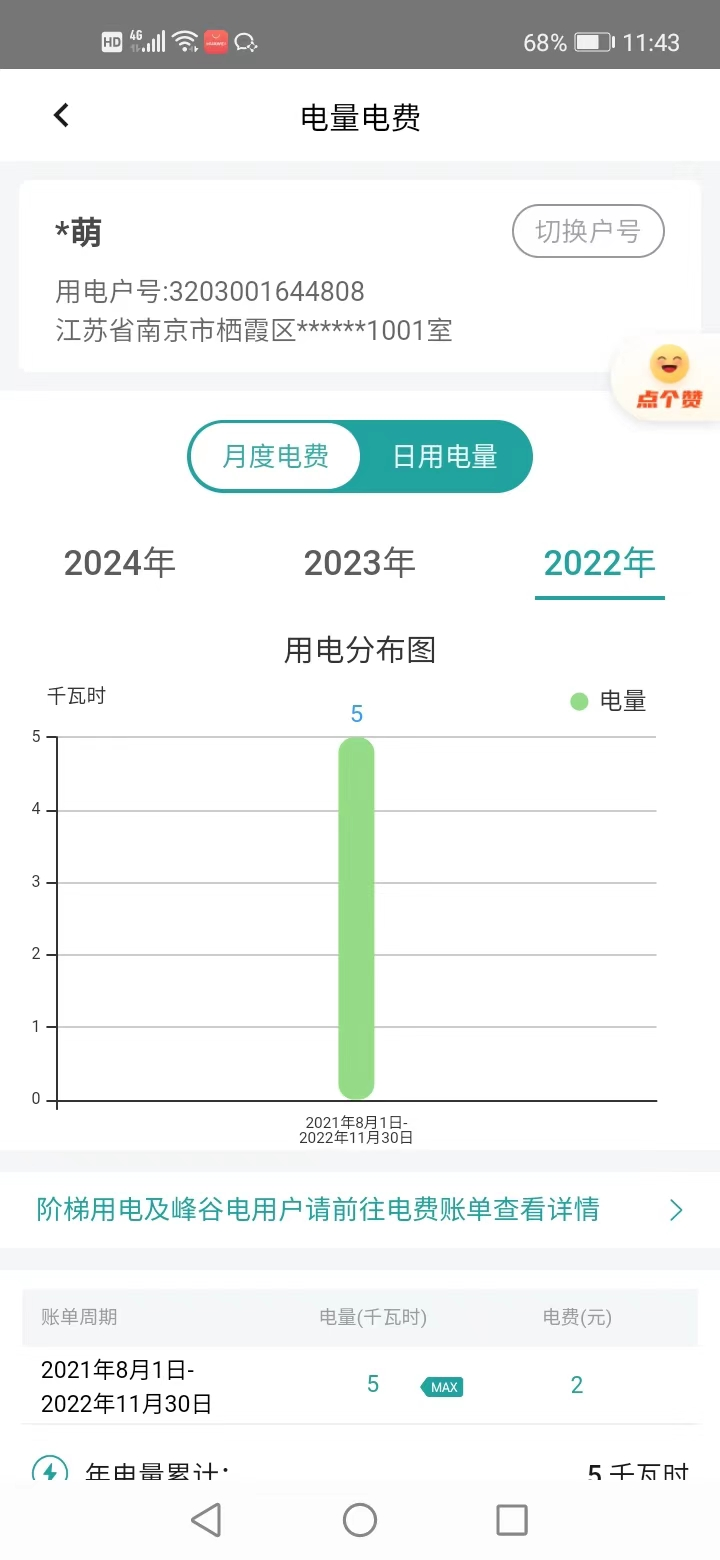 HD 4G 68% 11:43
电量电费
*萌
切换户号
用电户号:3203001644808
江苏省南京市栖霞区******1001室
点个赞
月度电费 日用电量
2024年 2023年 2022年
用电分布图
千瓦时
电量
5
5
4
3
2
1
0
2021年8月1日-
2022年11月30日
阶梯用电及峰谷电用户请前往电费账单查看详情
账单周期 电量(千瓦时) 电费(元)
2021年8月1日-
2022年11月30日
5 MAX 2
年电量累计: 5 千瓦时